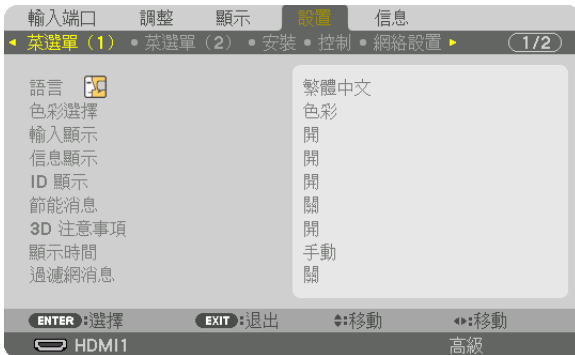 輸入端口 調整 顯示 設置 信息
菜選單（1） • 菜選單（2） • 安裝 • 控制 • 網絡設置 1/2
語言 繁體中文
色彩選擇 色彩
輸入顯示 開
信息顯示 開
ID 顯示 開
節能消息 關
3D 注意事項 開
顯示時間 手動
過濾網消息 關
ENTER :選擇 EXIT :退出 :移動 :移動
HDMI1 高級